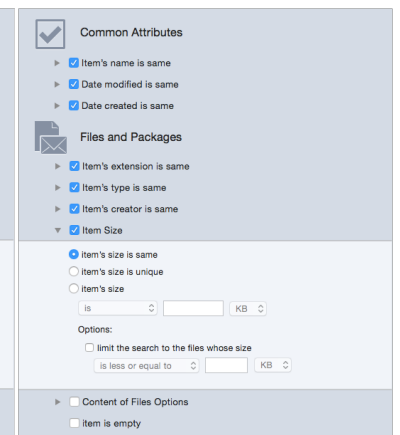 Common Attributes
Item's name is same
Date modified is same
Date created is same
Files and Packages
Item's extension is same
Item's type is same
Item's creator is same
Item Size
item's size is same
item's size is unique
item's size
is KB
Options:
limit the search to the files whose size
is less or equal to KB
Content of Files Options
item is empty